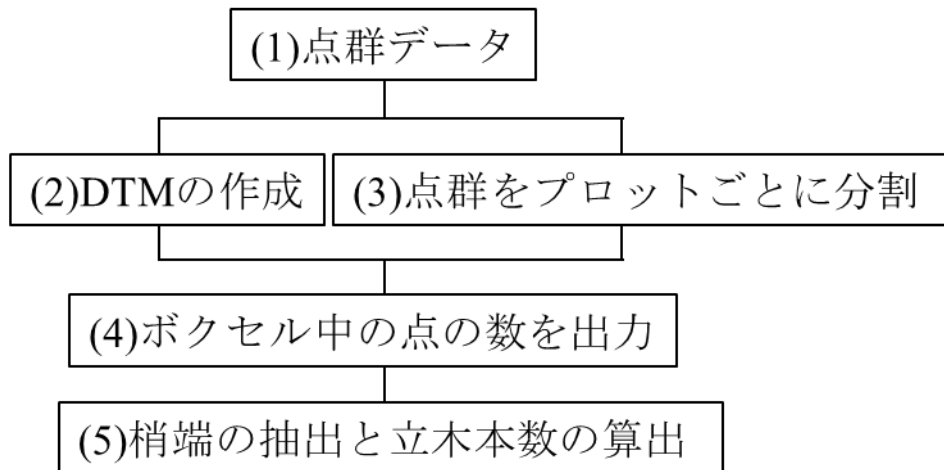 (1)点群データ
(2)DTMの作成
(3)点群をプロットごとに分割
(4)ボクセル中の点の数を出力
(5)梢端の抽出と立木本数の算出